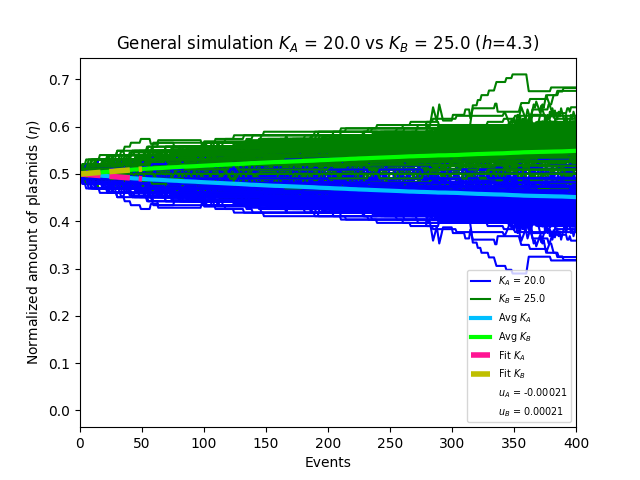 General simulation K_A = 20.0 vs K_B = 25.0 (h=4.3)
Normalized amount of plasmids (η)
0.7
0.6
0.5
0.4
0.3
0.2
0.1
0.0
K_A = 20.0
K_B = 25.0
Avg K_A
Avg K_B
Fit K_A
Fit K_B
u_A = -0.00021
u_B = 0.00021
0 50 100 150 200 250 300 350 400
Events